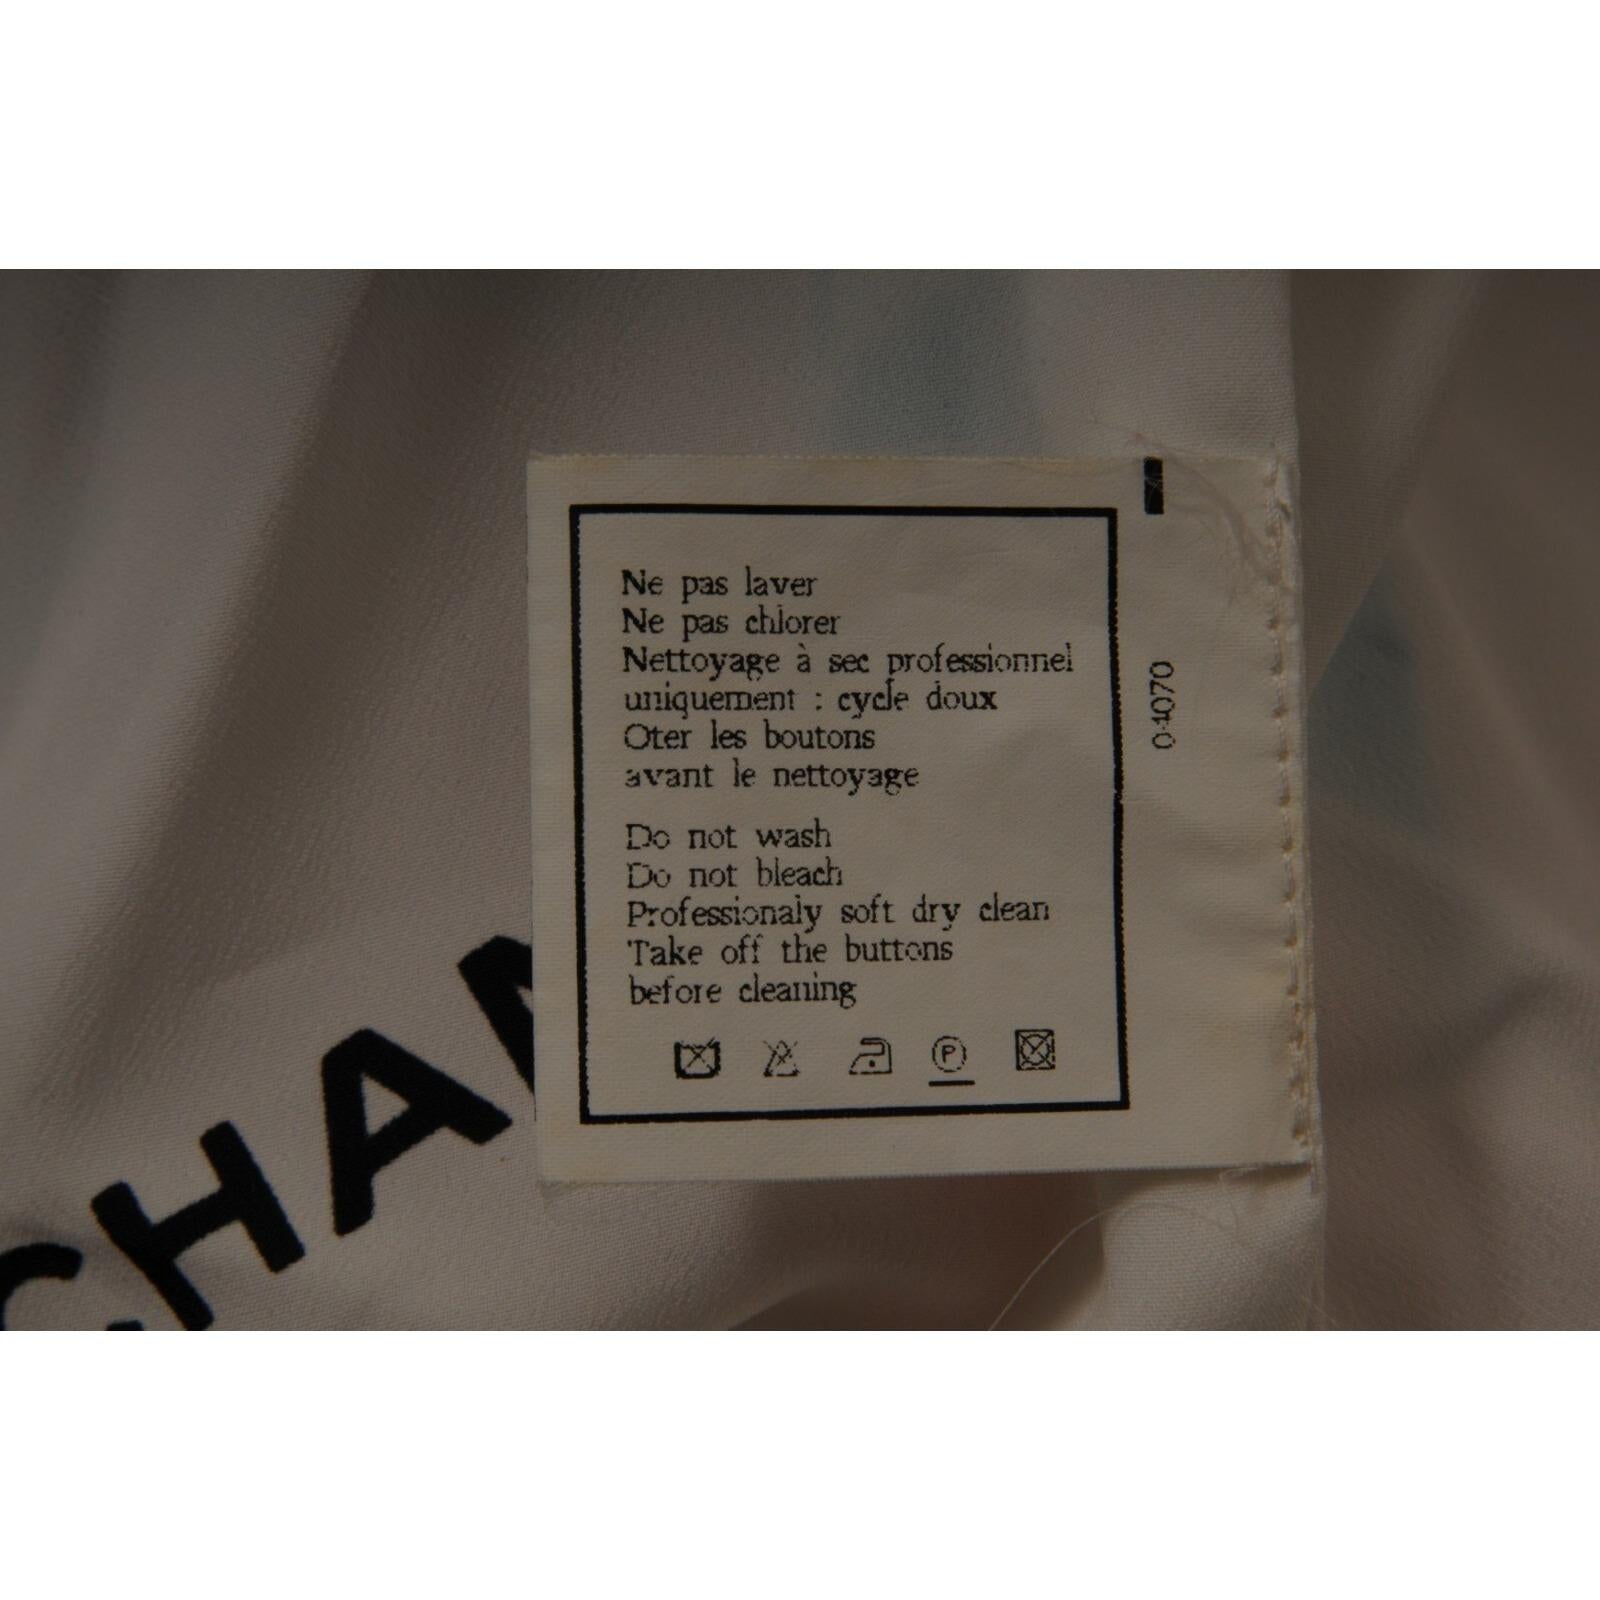 Ne pas laver
Ne pas chlorer
Nettoyage à sec professionnel
uniquement : cycle doux
Oter les boutons
avant le nettoyage
Do not wash
Do not bleach
Professionaly soft dry clean
Take off the buttons
before cleaning
P
04070
CHAN